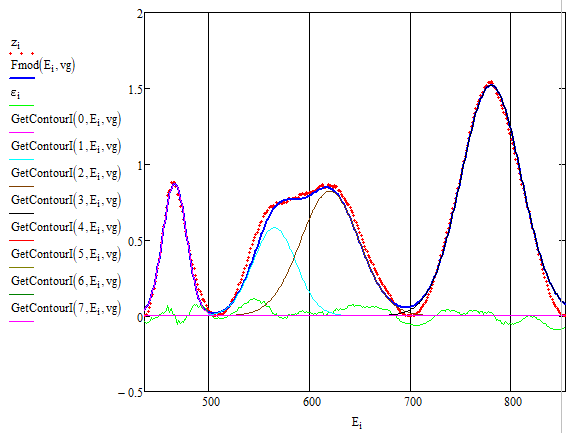 z_i
Fmod(E_i, vg)
ε_i
GetContourI(0, E_i, vg)
GetContourI(1, E_i, vg)
GetContourI(2, E_i, vg)
GetContourI(3, E_i, vg)
GetContourI(4, E_i, vg)
GetContourI(5, E_i, vg)
GetContourI(6, E_i, vg)
GetContourI(7, E_i, vg)
2
1.5
1
0.5
0
− 0.5
500 600 700 800
E_i